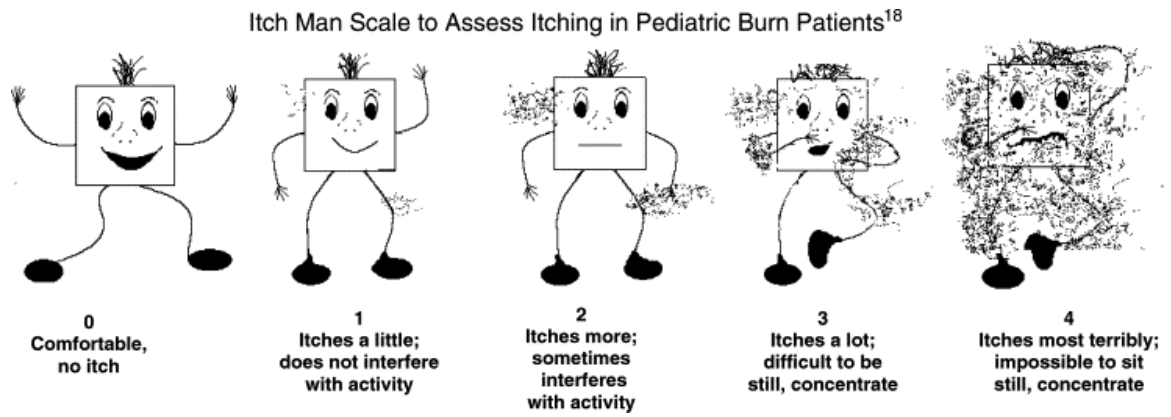 Itch Man Scale to Assess Itching in Pediatric Burn Patients18
0
Comfortable,
no itch
1
Itches a little;
does not interfere
with activity
2
Itches more;
sometimes
interferes
with activity
3
Itches a lot;
difficult to be
still, concentrate
4
Itches most terribly;
impossible to sit
still, concentrate